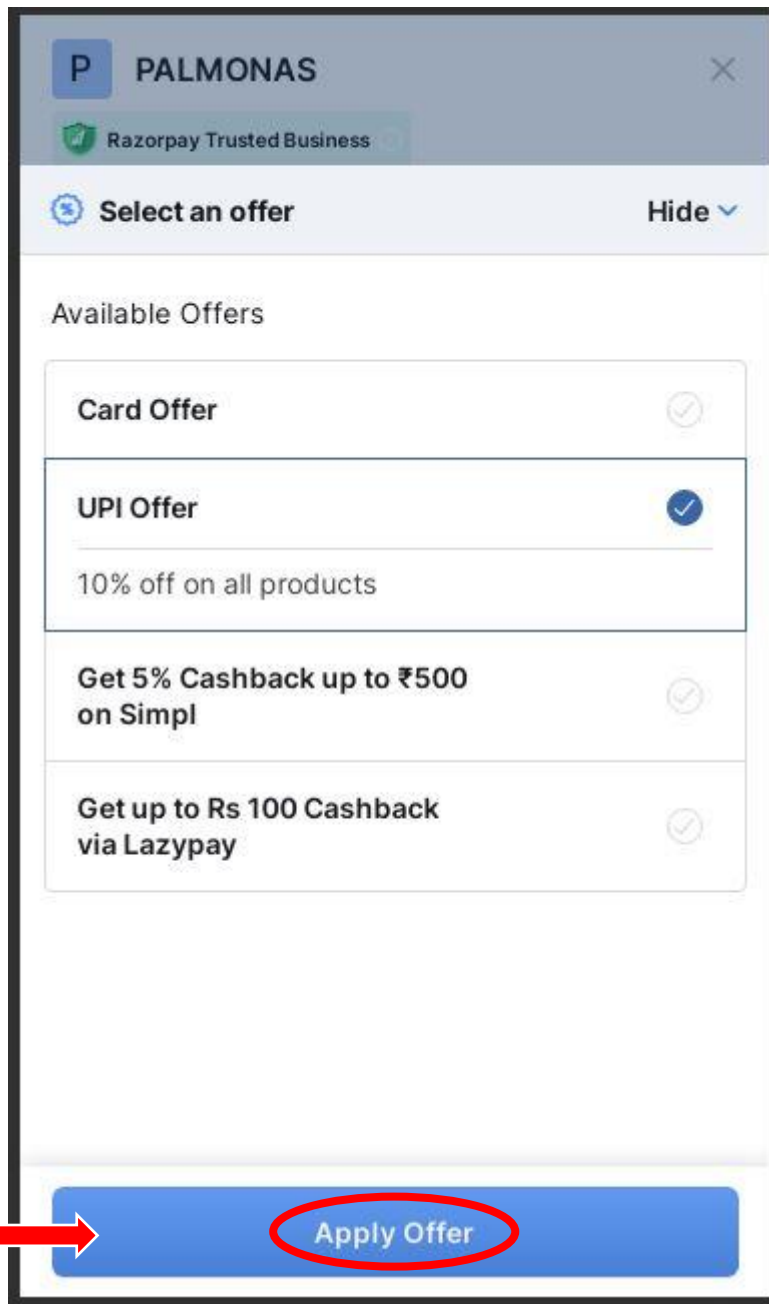 P PALMONAS
Razorpay Trusted Business
Select an offer Hide
Available Offers
Card Offer
UPI Offer
10% off on all products
Get 5% Cashback up to ₹500
on Simpl
Get up to Rs 100 Cashback
via Lazypay
Apply Offer